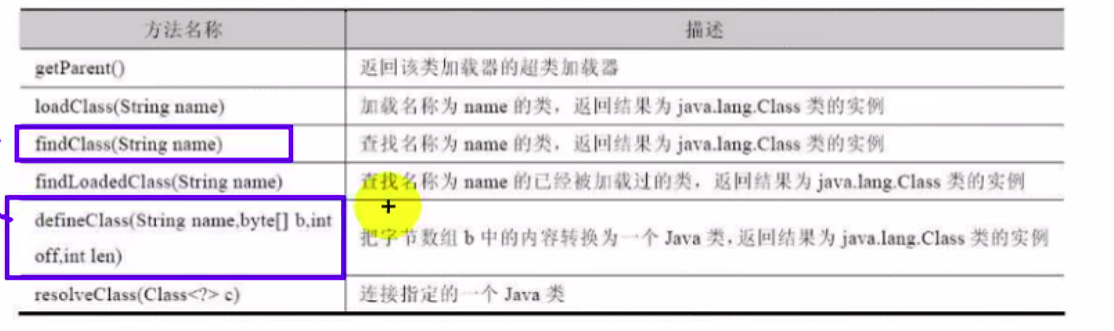 方法名称 描述
getParent() 返回该类加载器的超类加载器
loadClass(String name) 加载名称为 name 的类，返回结果为 java.lang.Class 类的实例
findClass(String name) 查找名称为 name 的类，返回结果为 java.lang.Class 类的实例
findLoadedClass(String name) 查找名称为 name 的已经被加载过的类，返回结果为 java.lang.Class 类的实例
defineClass(String name,byte[] b,int
off,int len)
把字节数组 b 中的内容转换为一个 Java 类，返回结果为 java.lang.Class 类的实例
resolveClass(Class<?> c) 连接指定的一个 Java 类